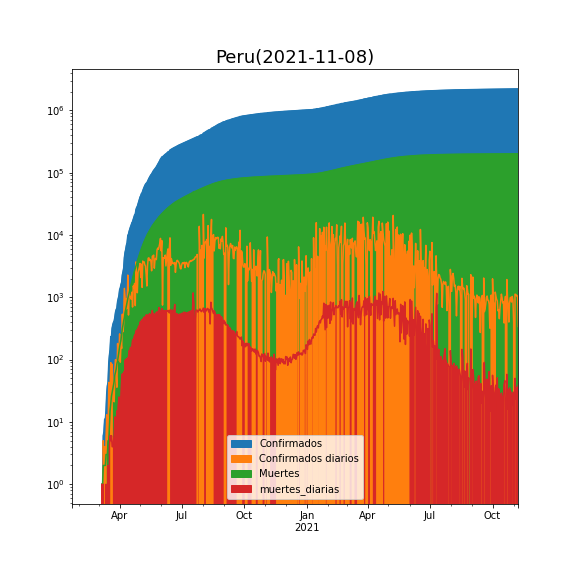 Peru(2021-11-08)
10⁶
10⁵
10⁴
10³
10²
10¹
10⁰
Confirmados
Confirmados diarios
Muertes
muertes_diarias
Apr Jul Oct Jan Apr Jul Oct
2021